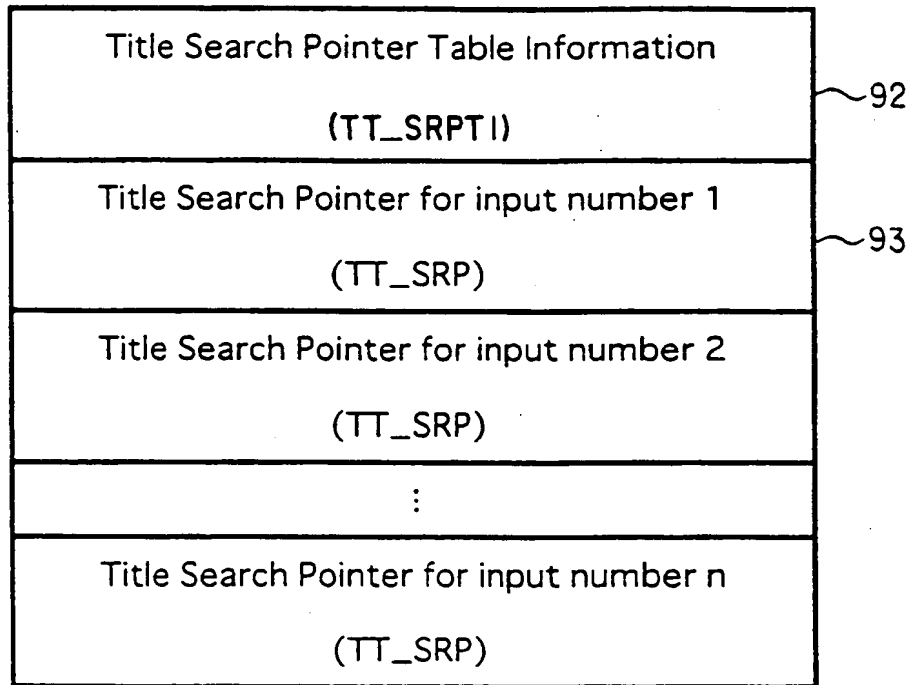 Title Search Pointer Table Information
(TT_SRPTI)
92
Title Search Pointer for input number 1
(TT_SRP)
93
Title Search Pointer for input number 2
(TT_SRP)
⋮
Title Search Pointer for input number n
(TT_SRP)